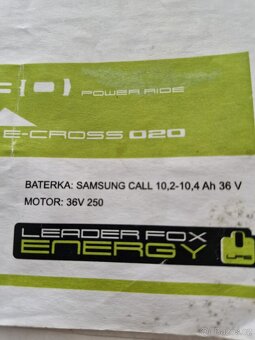 POWER RIDE
E-CROSS 020
BATERKA: SAMSUNG CALL 10,2-10,4 Ah 36 V
MOTOR: 36V 250
LEADER FOX
ENERGY
LIFE